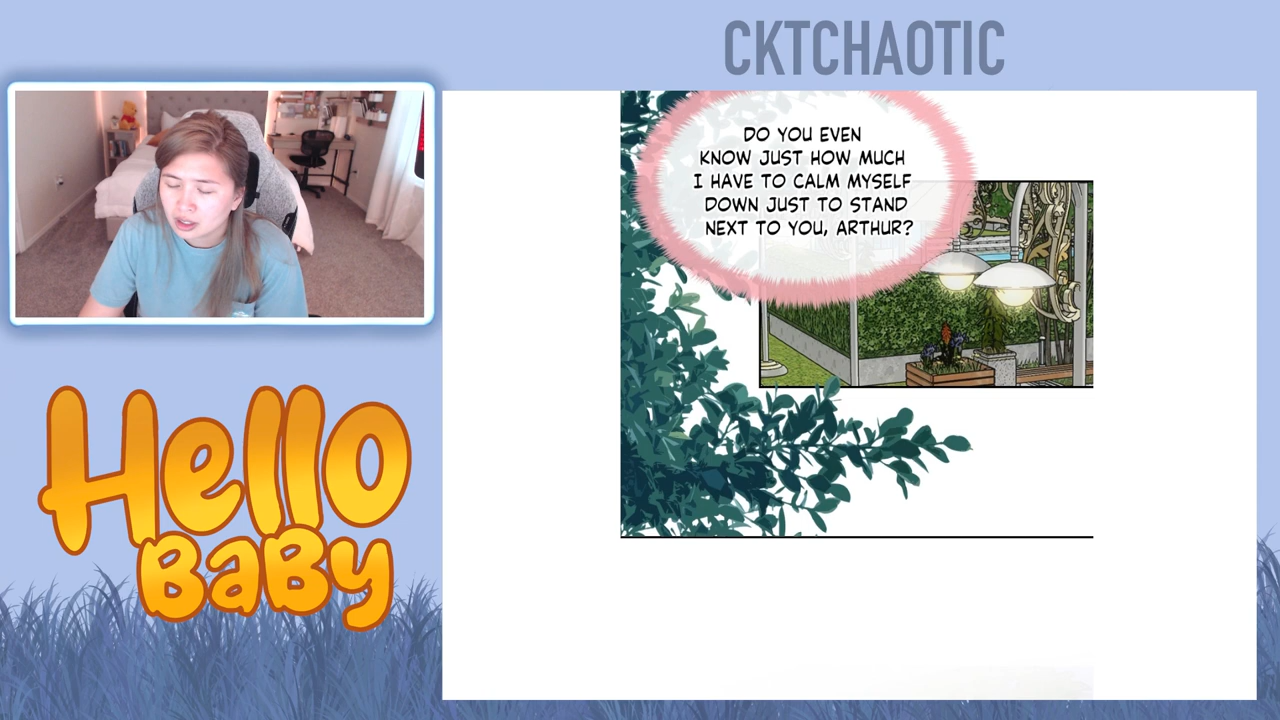 CKTCHAOTIC
DO YOU EVEN
KNOW JUST HOW MUCH
I HAVE TO CALM MYSELF
DOWN JUST TO STAND
NEXT TO YOU, ARTHUR?
Hello
BaBy